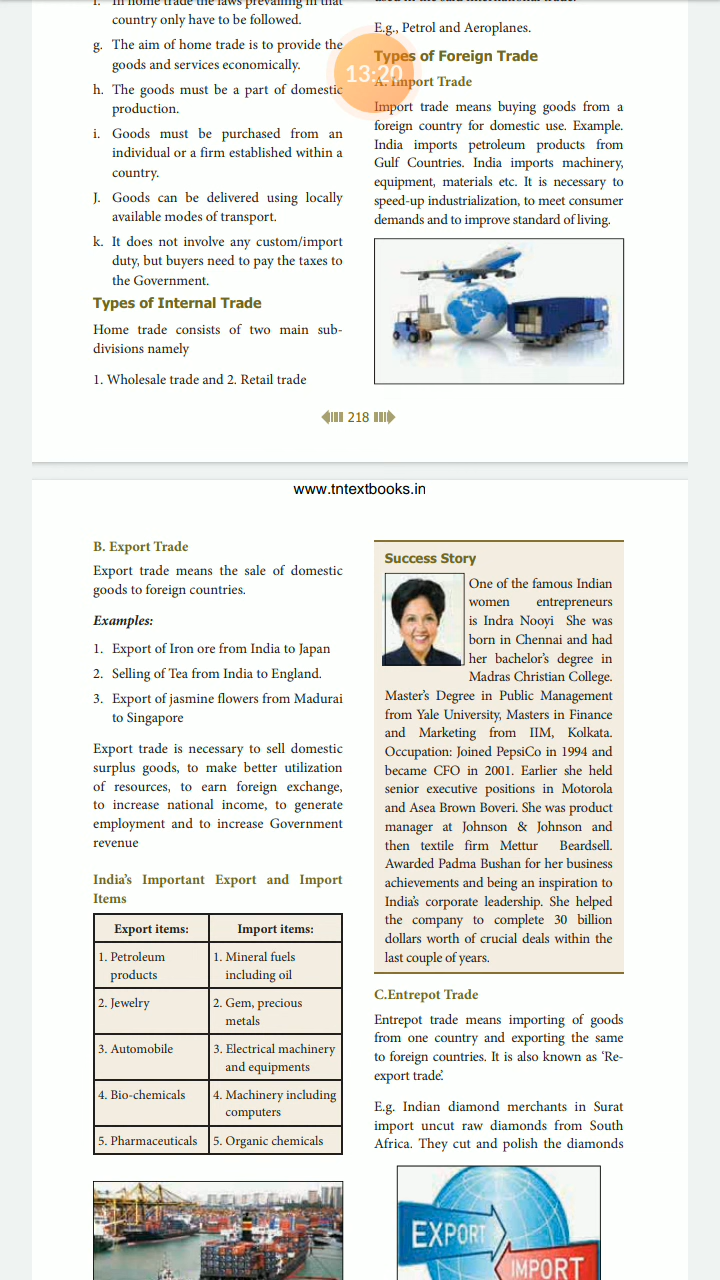 f. In home trade the laws prevailing in that
country only have to be followed.
g. The aim of home trade is to provide the
goods and services economically.
h. The goods must be a part of domestic
production.
i. Goods must be purchased from an
individual or a firm established within a
country.
J. Goods can be delivered using locally
available modes of transport.
k. It does not involve any custom/import
duty, but buyers need to pay the taxes to
the Government.
Types of Internal Trade
Home trade consists of two main sub-
divisions namely
1. Wholesale trade and 2. Retail trade
E.g., Petrol and Aeroplanes.
Types of Foreign Trade
13:20
A. Import Trade
Import trade means buying goods from a
foreign country for domestic use. Example.
India imports petroleum products from
Gulf Countries. India imports machinery,
equipment, materials etc. It is necessary to
speed-up industrialization, to meet consumer
demands and to improve standard of living.
218
www.tntextbooks.in
B. Export Trade
Export trade means the sale of domestic
goods to foreign countries.
Examples:
1. Export of Iron ore from India to Japan
2. Selling of Tea from India to England.
3. Export of jasmine flowers from Madurai
to Singapore
Export trade is necessary to sell domestic
surplus goods, to make better utilization
of resources, to earn foreign exchange,
to increase national income, to generate
employment and to increase Government
revenue
India's Important Export and Import
Items
Export items: Import items:
1. Petroleum products 1. Mineral fuels including oil
2. Jewelry 2. Gem, precious metals
3. Automobile 3. Electrical machinery and equipments
4. Bio-chemicals 4. Machinery including computers
5. Pharmaceuticals 5. Organic chemicals
Success Story
One of the famous Indian
women entrepreneurs
is Indra Nooyi She was
born in Chennai and had
her bachelor's degree in
Madras Christian College.
Master's Degree in Public Management
from Yale University, Masters in Finance
and Marketing from IIM, Kolkata.
Occupation: Joined PepsiCo in 1994 and
became CFO in 2001. Earlier she held
senior executive positions in Motorola
and Asea Brown Boveri. She was product
manager at Johnson & Johnson and
then textile firm Mettur Beardsell.
Awarded Padma Bushan for her business
achievements and being an inspiration to
India's corporate leadership. She helped
the company to complete 30 billion
dollars worth of crucial deals within the
last couple of years.
C.Entrepot Trade
Entrepot trade means importing of goods
from one country and exporting the same
to foreign countries. It is also known as 'Re-
export trade'.
E.g. Indian diamond merchants in Surat
import uncut raw diamonds from South
Africa. They cut and polish the diamonds
EXPORT
IMPORT